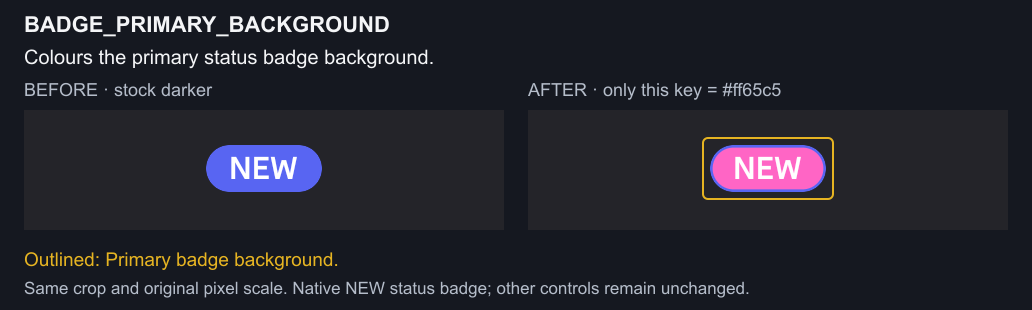 BADGE_PRIMARY_BACKGROUND
Colours the primary status badge background.
BEFORE · stock darker
AFTER · only this key = #ff65c5
NEW
NEW
Outlined: Primary badge background.
Same crop and original pixel scale. Native NEW status badge; other controls remain unchanged.